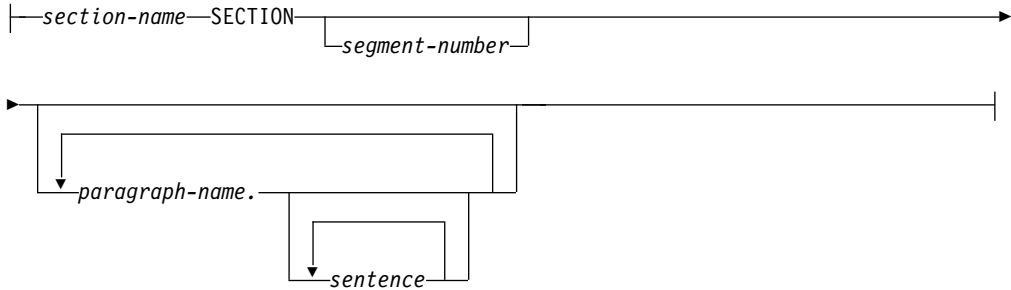 section-name SECTION
segment-number
paragraph-name.
sentence